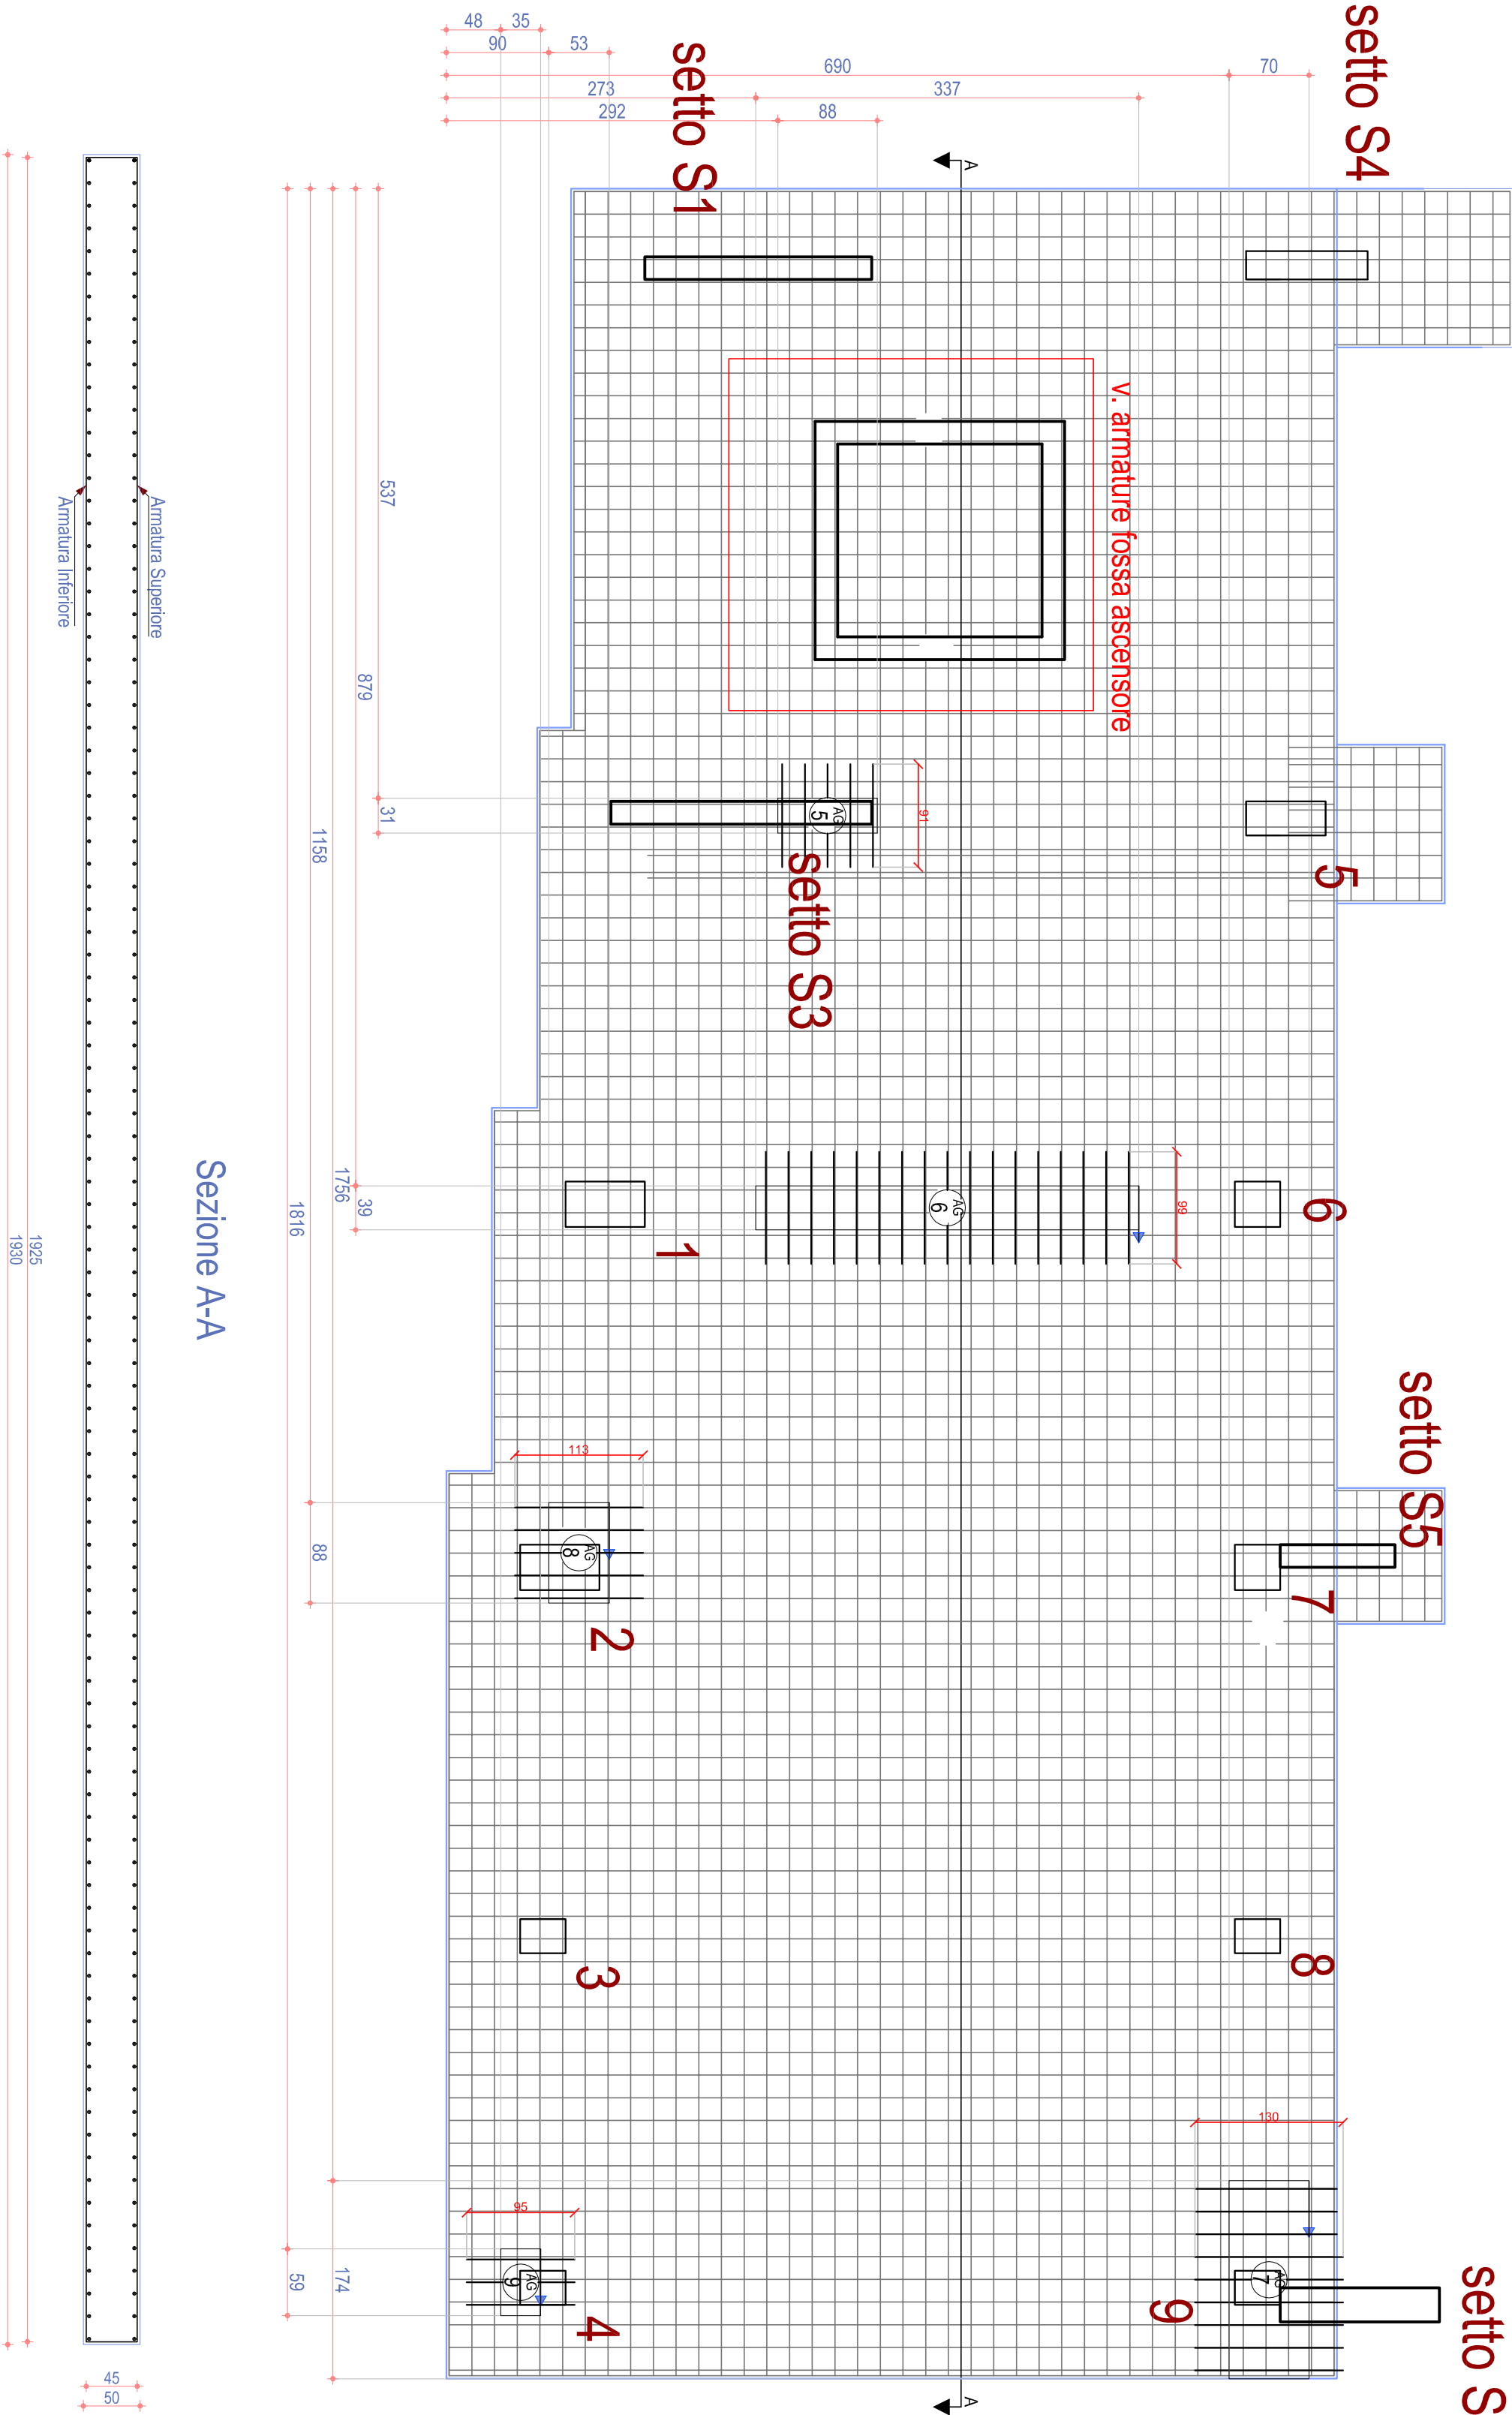 48
35
90
53
690
70
273
337
292
88
setto S4
setto S1
A
v. armature fossa ascensore
537
31
879
39
1158
88
1756
174
1816
59
Armatura Superiore
Armatura Inferiore
AG
5
91
setto S3
5
AG
6
99
6
1
Sezione A-A
1925
1930
setto S5
113
AG
8
2
7
3
8
130
95
AG
7
9
AG
9
4
setto S
A
45
50